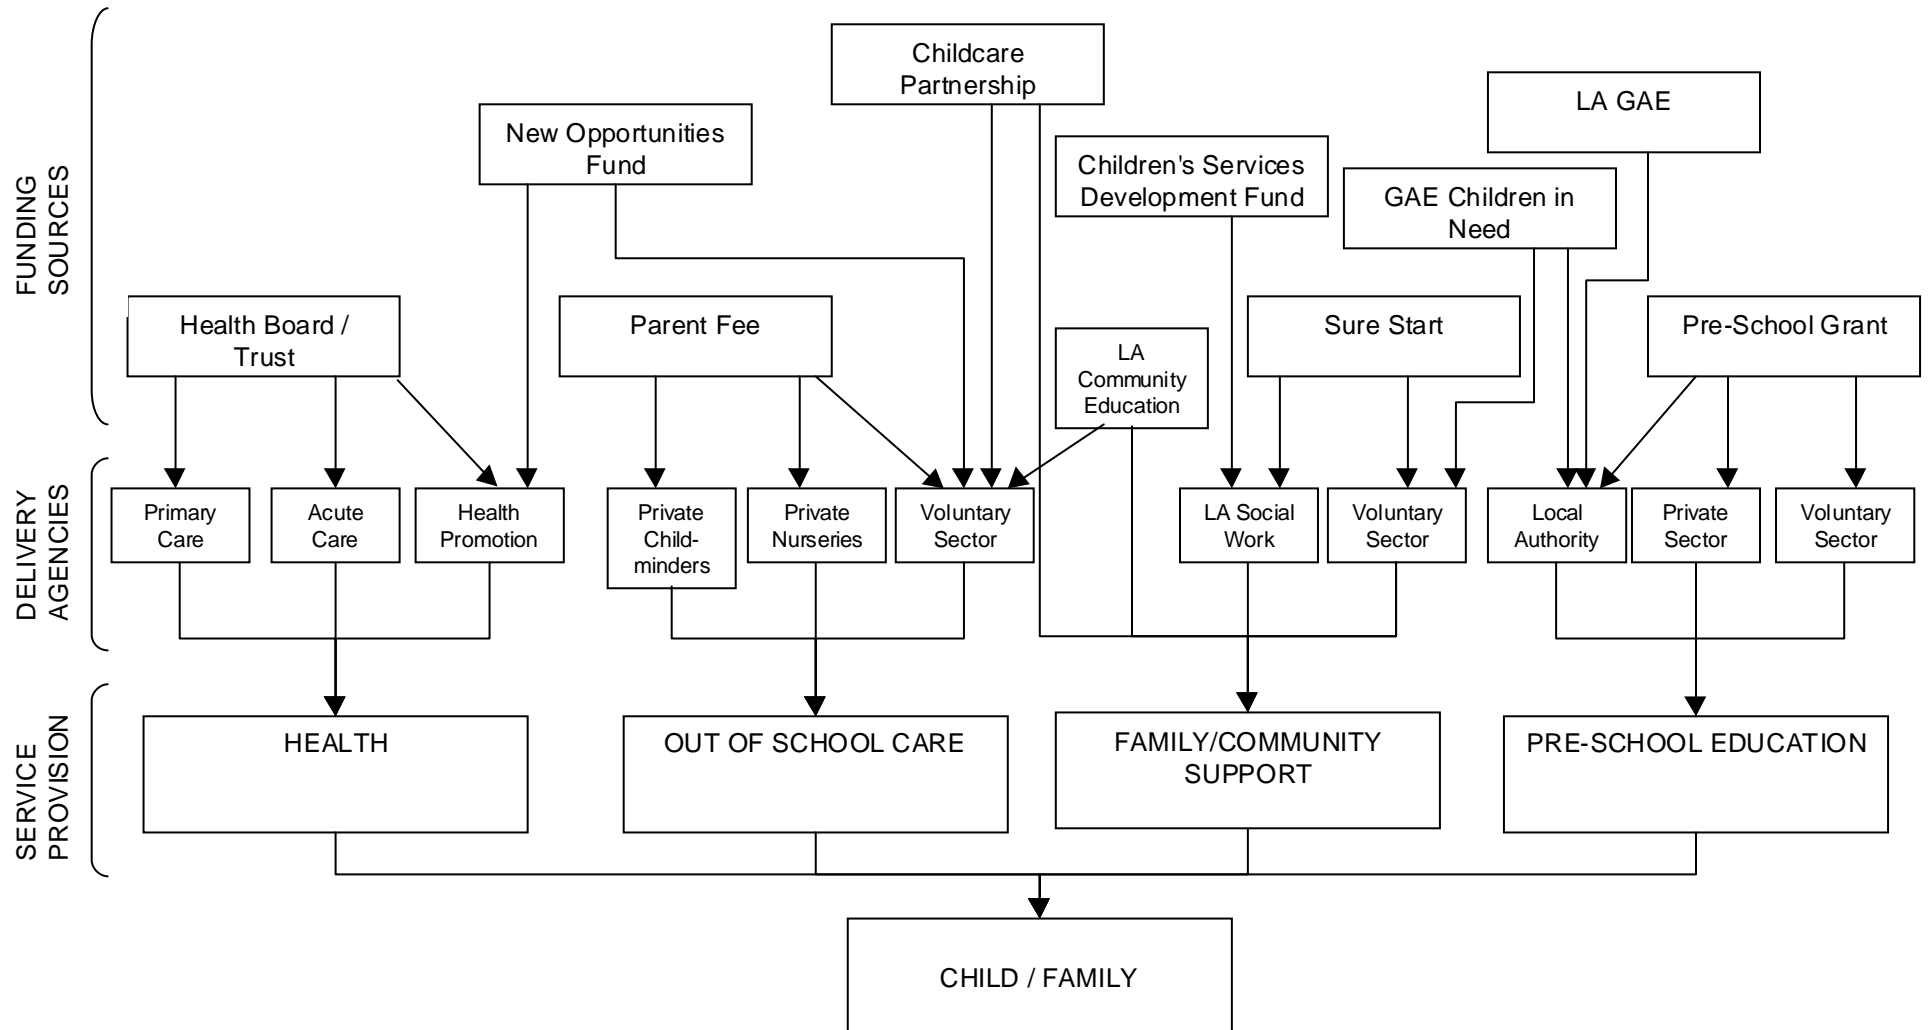 FUNDING
SOURCES
Childcare
Partnership
LA GAE
New Opportunities
Fund
Children's Services
Development Fund
GAE Children in
Need
Health Board /
Trust
Parent Fee
LA
Community
Education
Sure Start
Pre-School Grant
DELIVERY
AGENCIES
Primary
Care
Acute
Care
Health
Promotion
Private
Child-
minders
Private
Nurseries
Voluntary
Sector
LA Social
Work
Voluntary
Sector
Local
Authority
Private
Sector
Voluntary
Sector
SERVICE
PROVISION
HEALTH
OUT OF SCHOOL CARE
FAMILY/COMMUNITY
SUPPORT
PRE-SCHOOL EDUCATION
CHILD / FAMILY